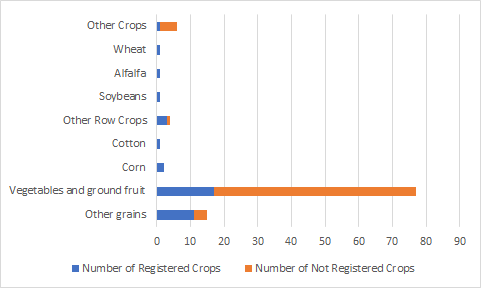 Other Crops
Wheat
Alfalfa
Soybeans
Other Row Crops
Cotton
Corn
Vegetables and ground fruit
Other grains
0 10 20 30 40 50 60 70 80 90
Number of Registered Crops Number of Not Registered Crops